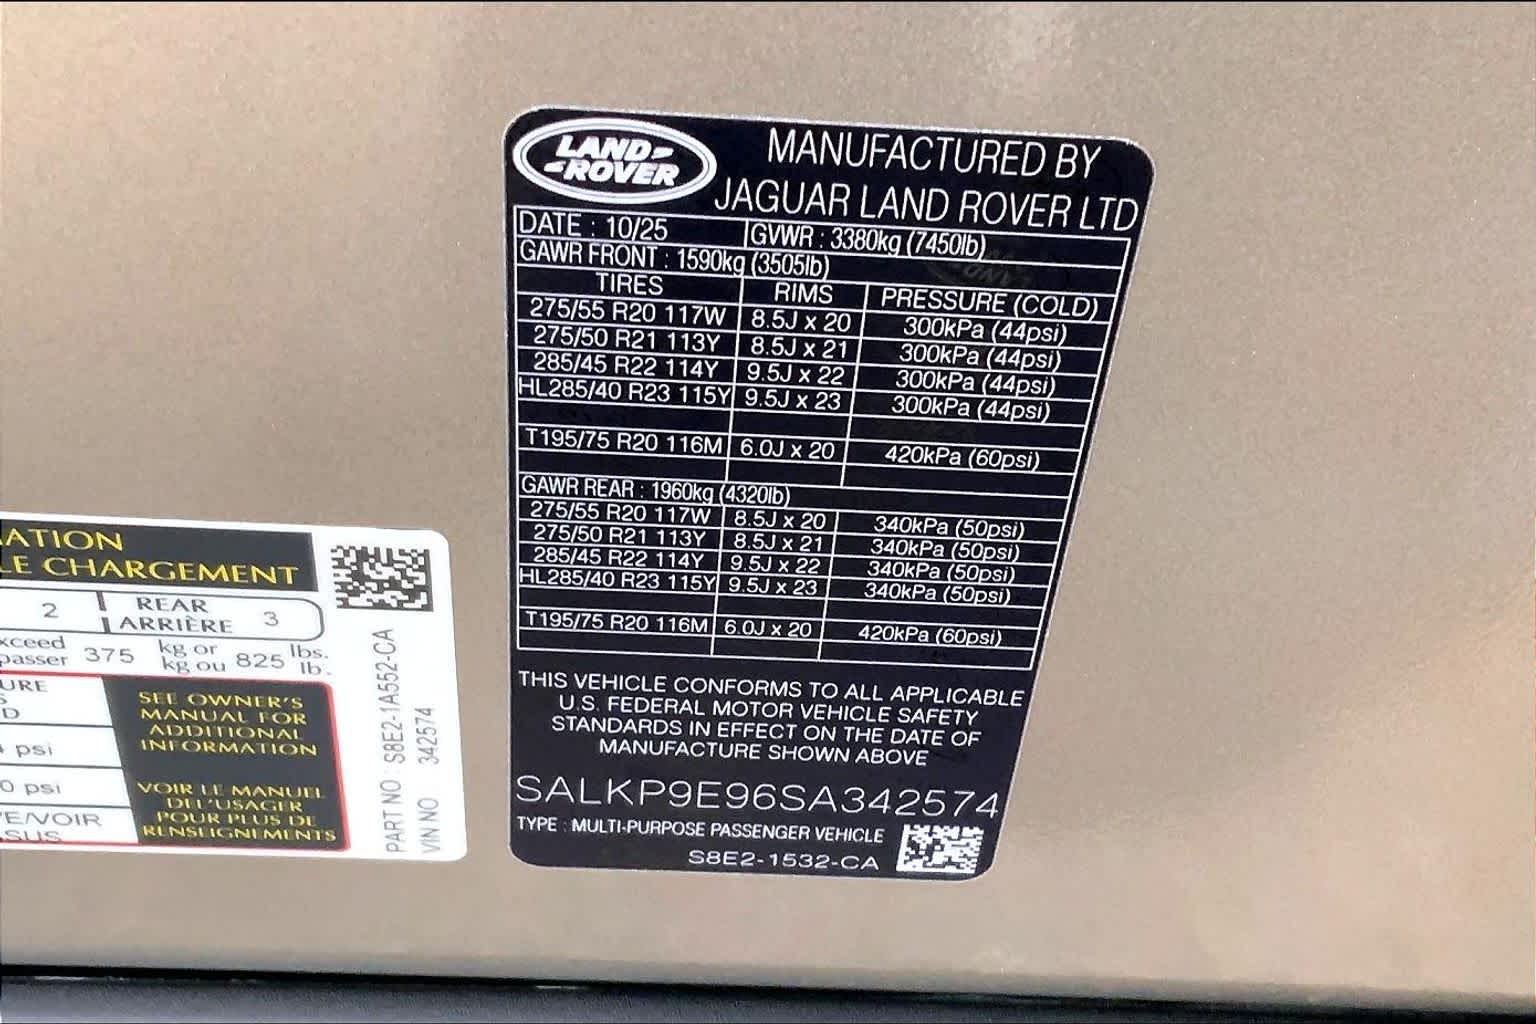 LAND-
-ROVER
MANUFACTURED BY
JAGUAR LAND ROVER LTD
DATE : 10/25 GVWR : 3380kg (7450lb)
GAWR FRONT : 1590kg (3505lb)
TIRES RIMS PRESSURE (COLD)
275/55 R20 117W 8.5J x 20 300kPa (44psi)
275/50 R21 113Y 8.5J x 21 300kPa (44psi)
285/45 R22 114Y 9.5J x 22 300kPa (44psi)
HL285/40 R23 115Y 9.5J x 23 300kPa (44psi)
T195/75 R20 116M 6.0J x 20 420kPa (60psi)
GAWR REAR : 1960kg (4320lb)
275/55 R20 117W 8.5J x 20 340kPa (50psi)
275/50 R21 113Y 8.5J x 21 340kPa (50psi)
285/45 R22 114Y 9.5J x 22 340kPa (50psi)
HL285/40 R23 115Y 9.5J x 23 340kPa (50psi)
T195/75 R20 116M 6.0J x 20 420kPa (60psi)
THIS VEHICLE CONFORMS TO ALL APPLICABLE
U.S. FEDERAL MOTOR VEHICLE SAFETY
STANDARDS IN EFFECT ON THE DATE OF
MANUFACTURE SHOWN ABOVE
SALKP9E96SA342574
TYPE : MULTI-PURPOSE PASSENGER VEHICLE
S8E2-1532-CA
ATION
LE CHARGEMENT
2 REAR
ARRIÈRE 3
xceed 375 kg or 825 lbs.
passer kg ou lb.
URE
S
D
psi
0 psi
E/VOIR
SUS
SEE OWNER'S
MANUAL FOR
ADDITIONAL
INFORMATION
VOIR LE MANUEL
DE L'USAGER
POUR PLUS DE
RENSEIGNEMENTS
PART NO : S8E2-1A552-CA
VIN NO 342574